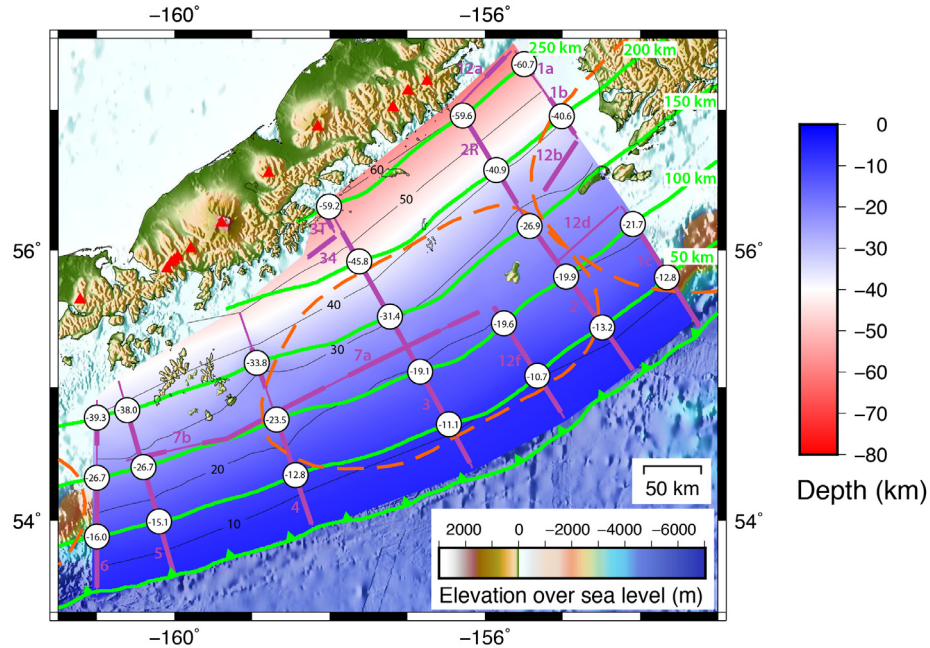 −160° −156°
250 km 200 km
12a 1a
-60.7
150 km
1b
-59.6 -40.6
2R 12b
60 -40.9 100 km
50
-59.2
3T -26.9 12d -21.7
56° 56°
34 -45.8 50 km
1c
-19.9 -12.8
40 2
-31.4
-19.6 -13.2
30
7a
-33.8 12f
-19.1 -10.7
-39.3 -38.0 3
-23.5 -11.1
7b
-26.7 -26.7 20 -12.8
50 km
4
54° -16.0 -15.1 10 54°
5
6
2000 0 −2000 −4000 −6000
Elevation over sea level (m)
−160° −156°
0
−10
−20
−30
−40
−50
−60
−70
−80
Depth (km)